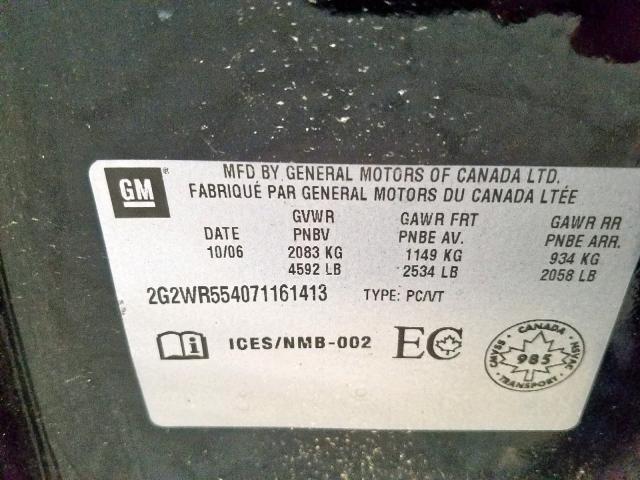 GM
MFD BY GENERAL MOTORS OF CANADA LTD.
FABRIQUÉ PAR GENERAL MOTORS DU CANADA LTÉE
GVWR GAWR FRT GAWR RR
DATE PNBV PNBE AV. PNBE ARR.
10/06 2083 KG 1149 KG 934 KG
4592 LB 2534 LB 2058 LB
2G2WR554071161413 TYPE: PC/VT
ICES/NMB-002 EC CANADA
CMVSS 985 NSVAC
TRANSPORT